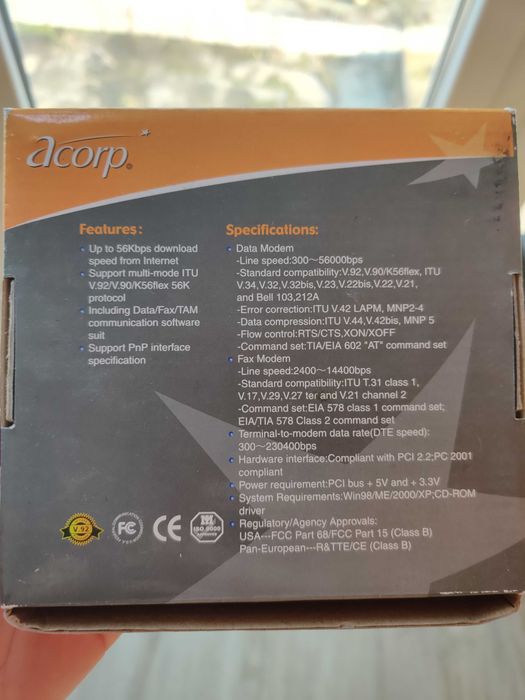 acorp®
Features:
• Up to 56Kbps download
speed from Internet
• Support multi-mode ITU
V.92/V.90/K56flex 56K
protocol
• Including Data/Fax/TAM
communication software
suit
• Support PnP interface
specification
Specifications:
• Data Modem
-Line speed:300~56000bps
-Standard compatibility:V.92,V.90/K56flex, ITU
V.34,V.32,V.32bis,V.23,V.22bis,V.22,V.21,
and Bell 103,212A
-Error correction:ITU V.42 LAPM, MNP2-4
-Data compression:ITU V.44,V.42bis, MNP 5
-Flow control:RTS/CTS,XON/XOFF
-Command set:TIA/EIA 602 "AT" command set
• Fax Modem
-Line speed:2400~14400bps
-Standard compatibility:ITU T.31 class 1,
V.17,V.29,V.27 ter and V.21 channel 2
-Command set:EIA 578 class 1 command set;
EIA/TIA 578 Class 2 command set
• Terminal-to-modem data rate(DTE speed):
300~230400bps
• Hardware interface:Compliant with PCI 2.2;PC 2001
compliant
• Power requirement:PCI bus + 5V and + 3.3V
• System Requirements:Win98/ME/2000/XP;CD-ROM
driver
• Regulatory/Agency Approvals:
USA---FCC Part 68/FCC Part 15 (Class B)
Pan-European---R&TTE/CE (Class B)
V.92
FC
CE
ISO 9000